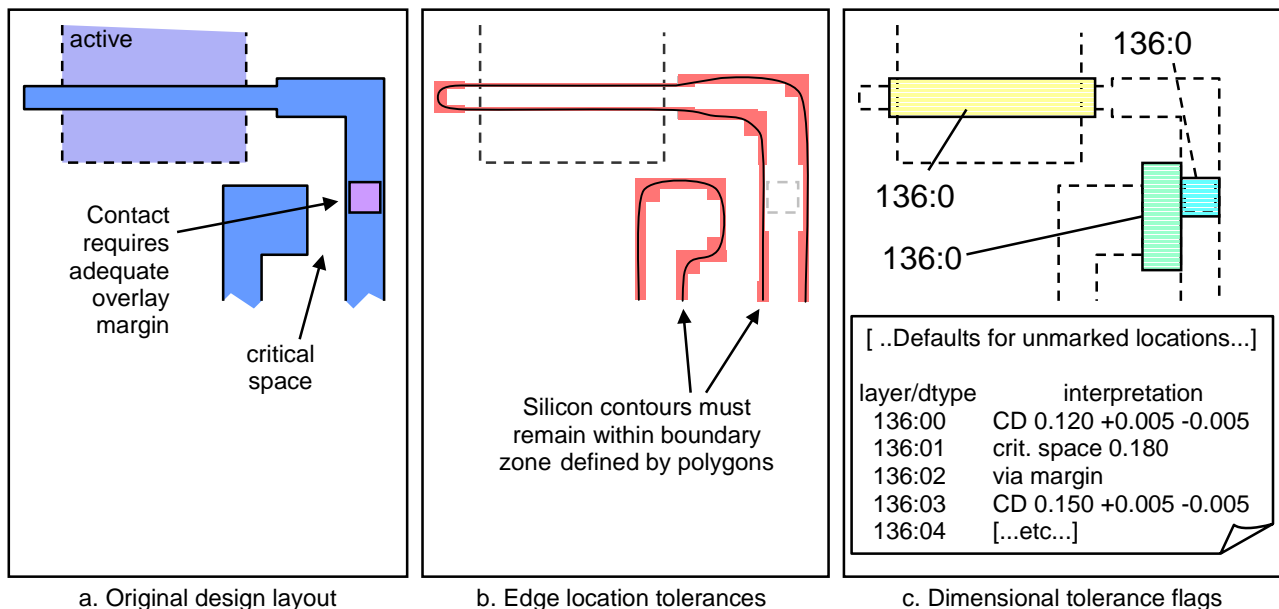 active
Contact
requires
adequate
overlay
margin
critical
space
a. Original design layout
Silicon contours must
remain within boundary
zone defined by polygons
b. Edge location tolerances
136:0
136:0
136:0
[ ..Defaults for unmarked locations...]
layer/dtype interpretation
136:00 CD 0.120 +0.005 -0.005
136:01 crit. space 0.180
136:02 via margin
136:03 CD 0.150 +0.005 -0.005
136:04 [...etc...]
c. Dimensional tolerance flags